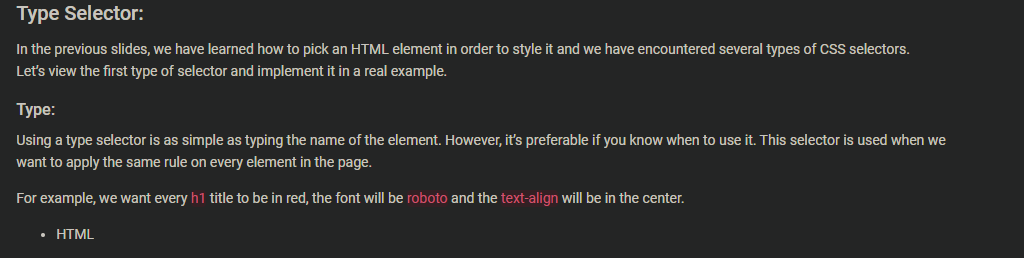 Type Selector:
In the previous slides, we have learned how to pick an HTML element in order to style it and we have encountered several types of CSS selectors.
Let's view the first type of selector and implement it in a real example.
Type:
Using a type selector is as simple as typing the name of the element. However, it's preferable if you know when to use it. This selector is used when we
want to apply the same rule on every element in the page.
For example, we want every h1 title to be in red, the font will be roboto and the text-align will be in the center.
• HTML